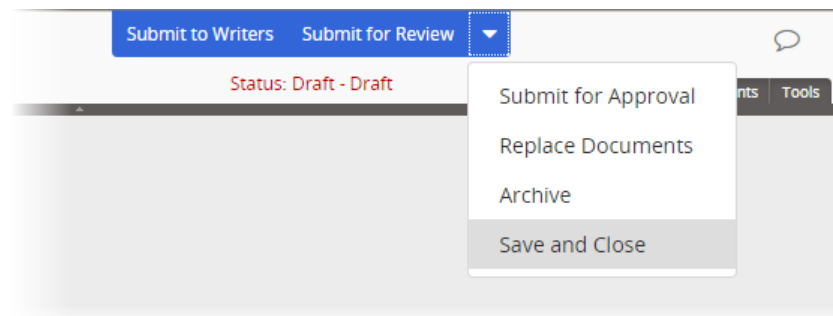 Submit to Writers Submit for Review
Status: Draft - Draft
Submit for Approval
nts Tools
Replace Documents
Archive
Save and Close